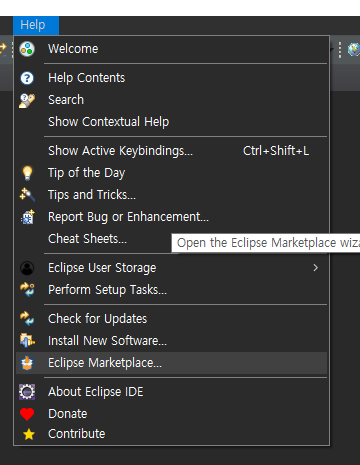 Help
Welcome
Help Contents
Search
Show Contextual Help
Show Active Keybindings... Ctrl+Shift+L
Tip of the Day
Tips and Tricks...
Report Bug or Enhancement...
Cheat Sheets...
Open the Eclipse Marketplace wiza
Eclipse User Storage
Perform Setup Tasks...
Check for Updates
Install New Software...
Eclipse Marketplace...
About Eclipse IDE
Donate
Contribute